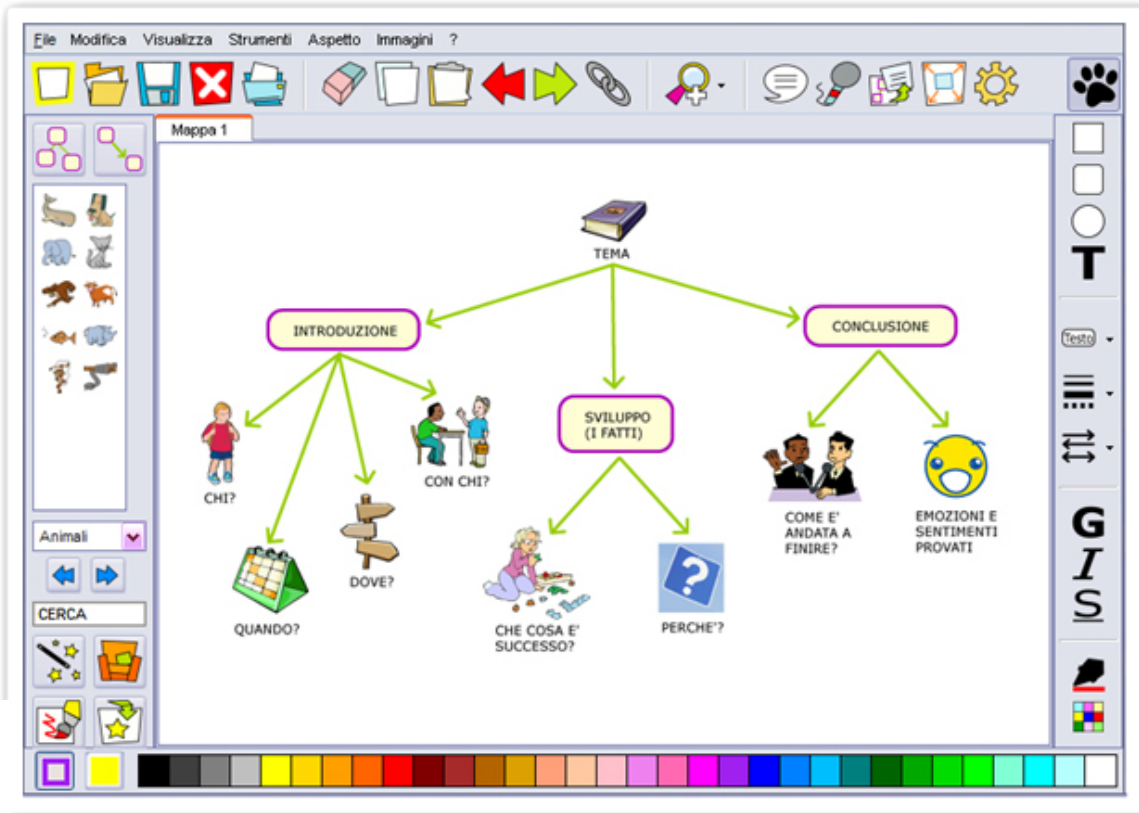 File Modifica Visualizza Strumenti Aspetto Immagini ?
Mappa 1
TEMA
INTRODUZIONE
CONCLUSIONE
SVILUPPO
(I FATTI)
CHI?
CON CHI?
DOVE?
QUANDO?
CHE COSA E'
SUCCESSO?
PERCHE'?
COME E'
ANDATA A
FINIRE?
EMOZIONI E
SENTIMENTI
PROVATI
Animali
CERCA
T
Testo
G
I
S